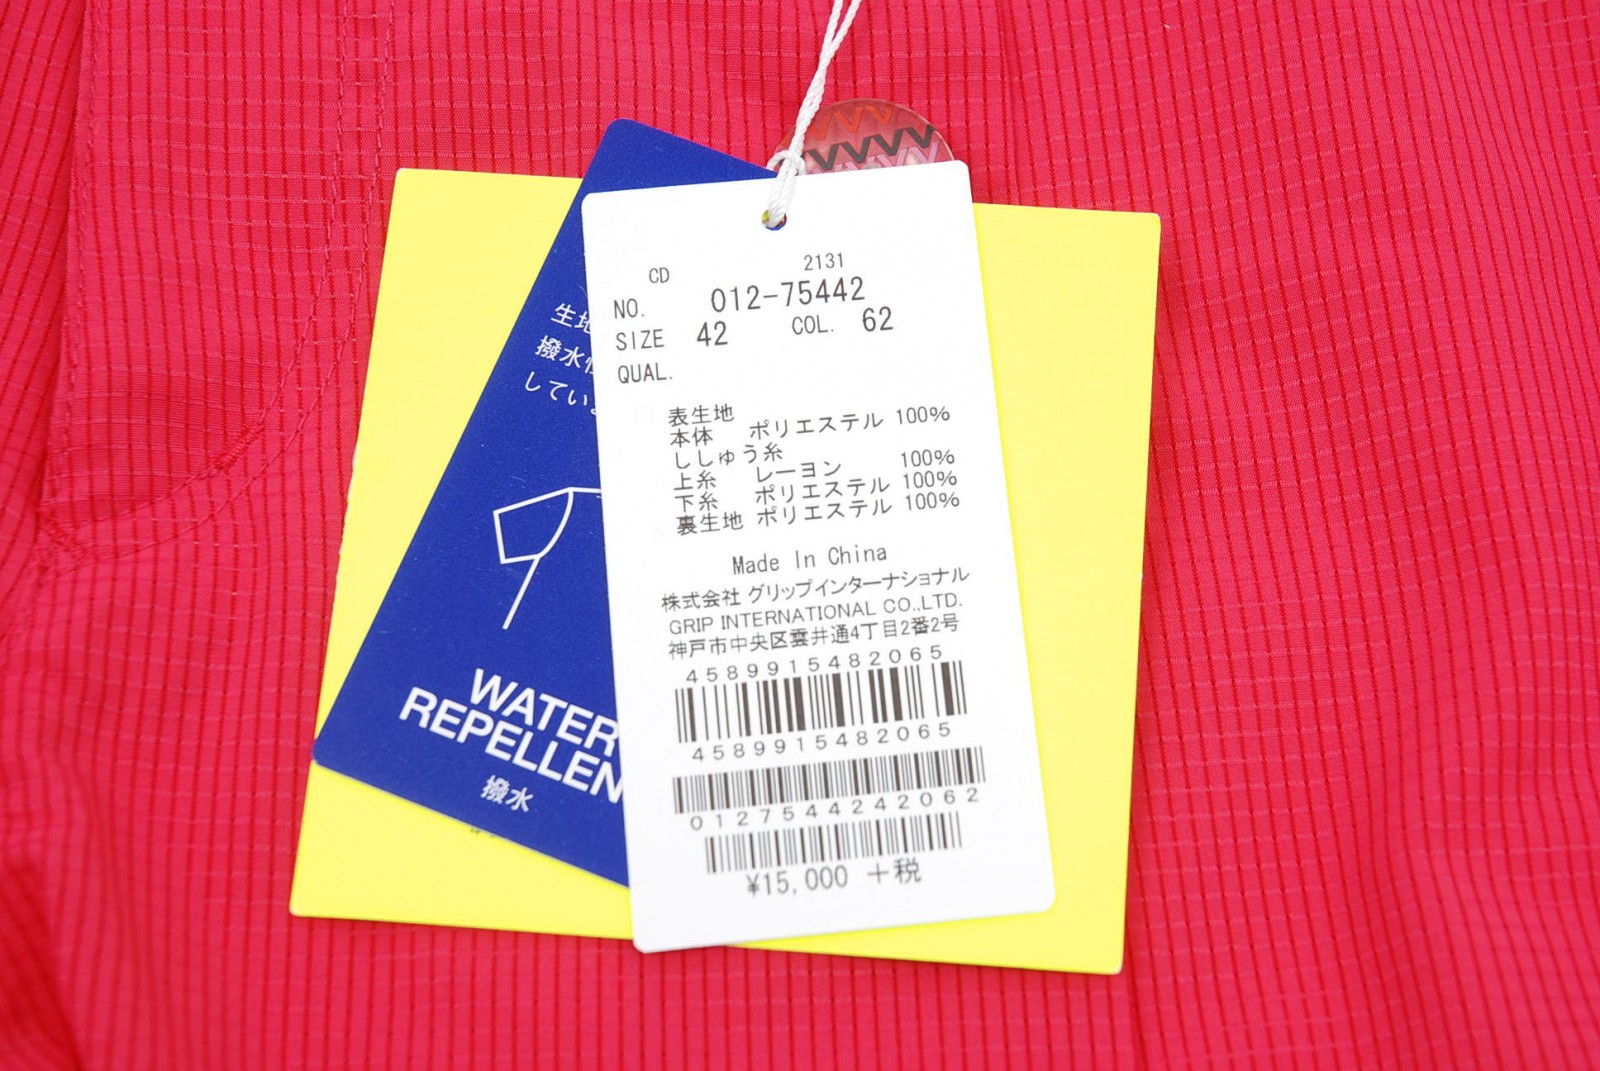 CD 2131
NO. 012-75442
SIZE 42 COL. 62
QUAL.
表生地
本体 ポリエステル 100%
ししゅう糸
上糸 レーヨン 100%
下糸 ポリエステル 100%
裏生地 ポリエステル 100%
Made In China
株式会社 グリップインターナショナル
GRIP INTERNATIONAL CO.,LTD.
神戸市中央区雲井通4丁目2番2号
4589915482065
4589915482065
0127544242062
¥15,000 +税
生地
撥水性
してい
WATER
REPELLEN
撥水